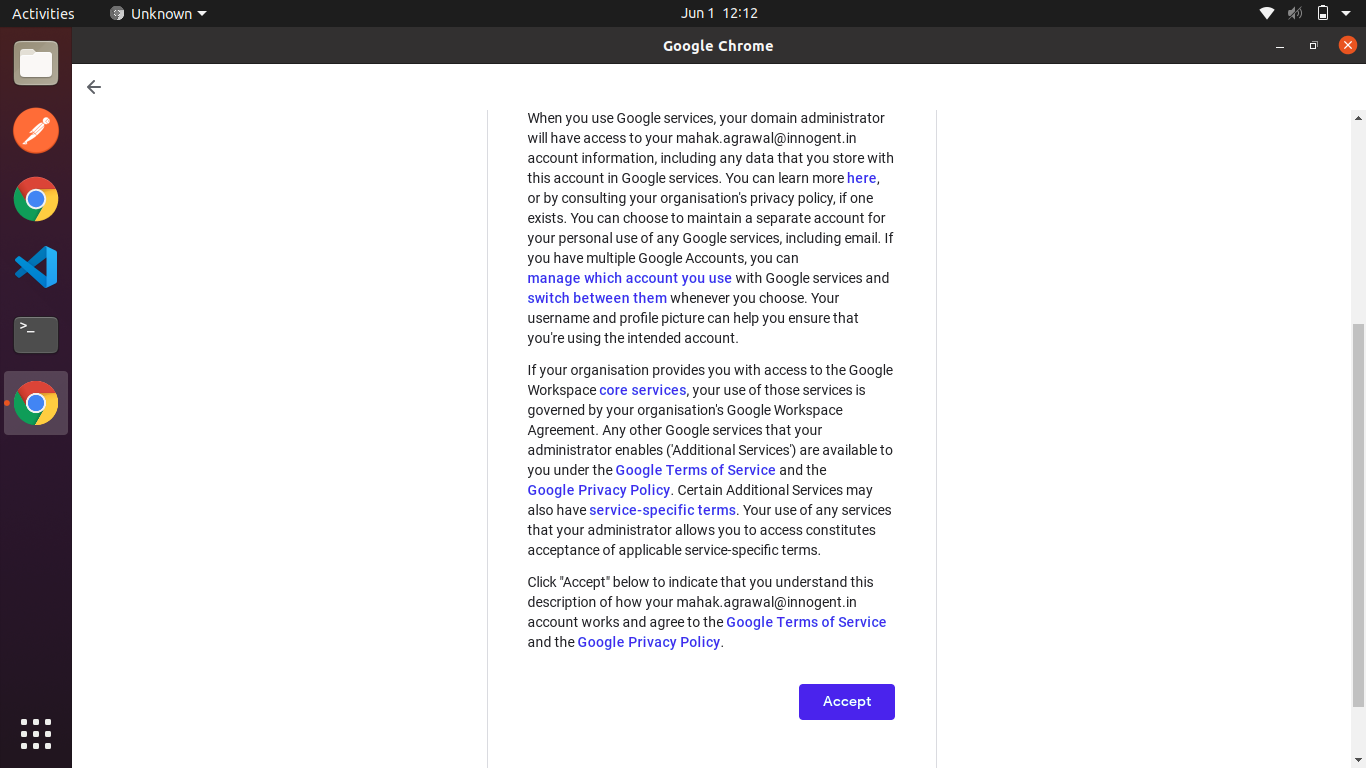 Activities
Unknown
Jun 1 12:12
Google Chrome
When you use Google services, your domain administrator
will have access to your mahak.agrawal@innogent.in
account information, including any data that you store with
this account in Google services. You can learn more here,
or by consulting your organisation's privacy policy, if one
exists. You can choose to maintain a separate account for
your personal use of any Google services, including email. If
you have multiple Google Accounts, you can
manage which account you use with Google services and
switch between them whenever you choose. Your
username and profile picture can help you ensure that
you're using the intended account.
If your organisation provides you with access to the Google
Workspace core services, your use of those services is
governed by your organisation's Google Workspace
Agreement. Any other Google services that your
administrator enables ('Additional Services') are available to
you under the Google Terms of Service and the
Google Privacy Policy. Certain Additional Services may
also have service-specific terms. Your use of any services
that your administrator allows you to access constitutes
acceptance of applicable service-specific terms.
Click "Accept" below to indicate that you understand this
description of how your mahak.agrawal@innogent.in
account works and agree to the Google Terms of Service
and the Google Privacy Policy.
Accept